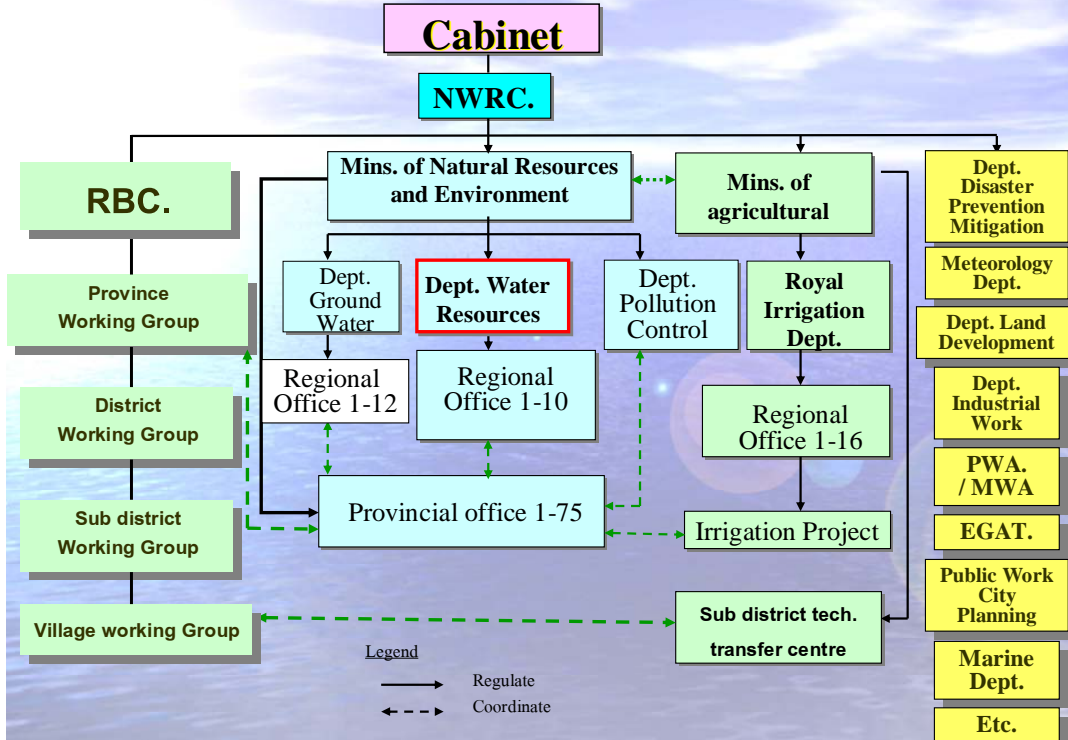 Cabinet
NWRC.
RBC.
Province
Working Group
District
Working Group
Sub district
Working Group
Village working Group
Mins. of Natural Resources
and Environment
Dept.
Ground
Water
Regional
Office 1-12
Dept. Water
Resources
Regional
Office 1-10
Dept.
Pollution
Control
Provincial office 1-75
Mins. of
agricultural
Royal
Irrigation
Dept.
Regional
Office 1-16
Irrigation Project
Sub district tech.
transfer centre
Dept.
Disaster
Prevention
Mitigation
Meteorology
Dept.
Dept. Land
Development
Dept.
Industrial
Work
PWA.
/ MWA
EGAT.
Public Work
City
Planning
Marine
Dept.
Etc.
Legend
Regulate
Coordinate